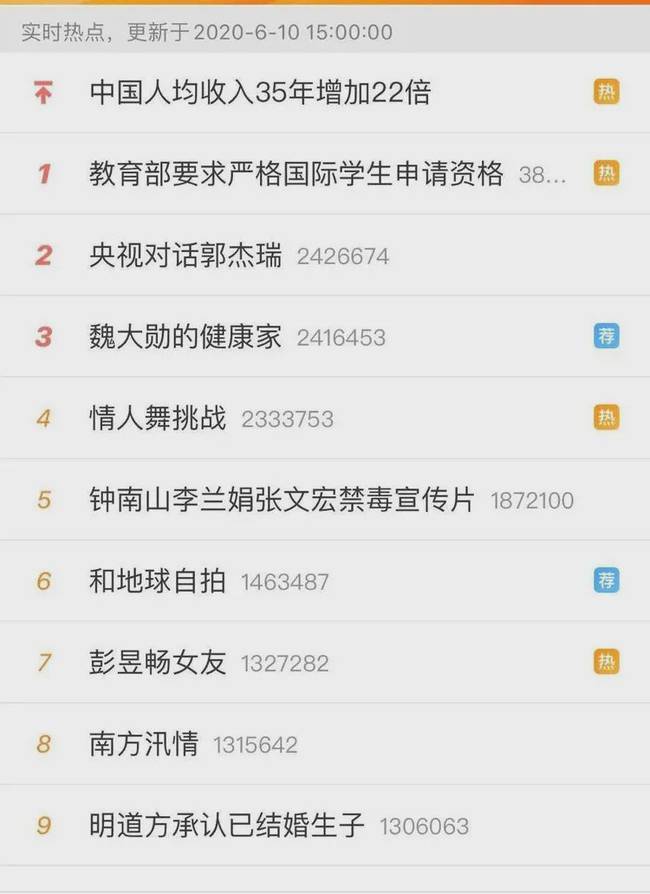 实时热点，更新于2020-6-10 15:00:00
中国人均收入35年增加22倍 热
1 教育部要求严格国际学生申请资格 38... 热
2 央视对话郭杰瑞 2426674
3 魏大勋的健康家 2416453 荐
4 情人舞挑战 2333753 热
5 钟南山李兰娟张文宏禁毒宣传片 1872100
6 和地球自拍 1463487 荐
7 彭昱畅女友 1327282 热
8 南方汛情 1315642
9 明道方承认已结婚生子 1306063